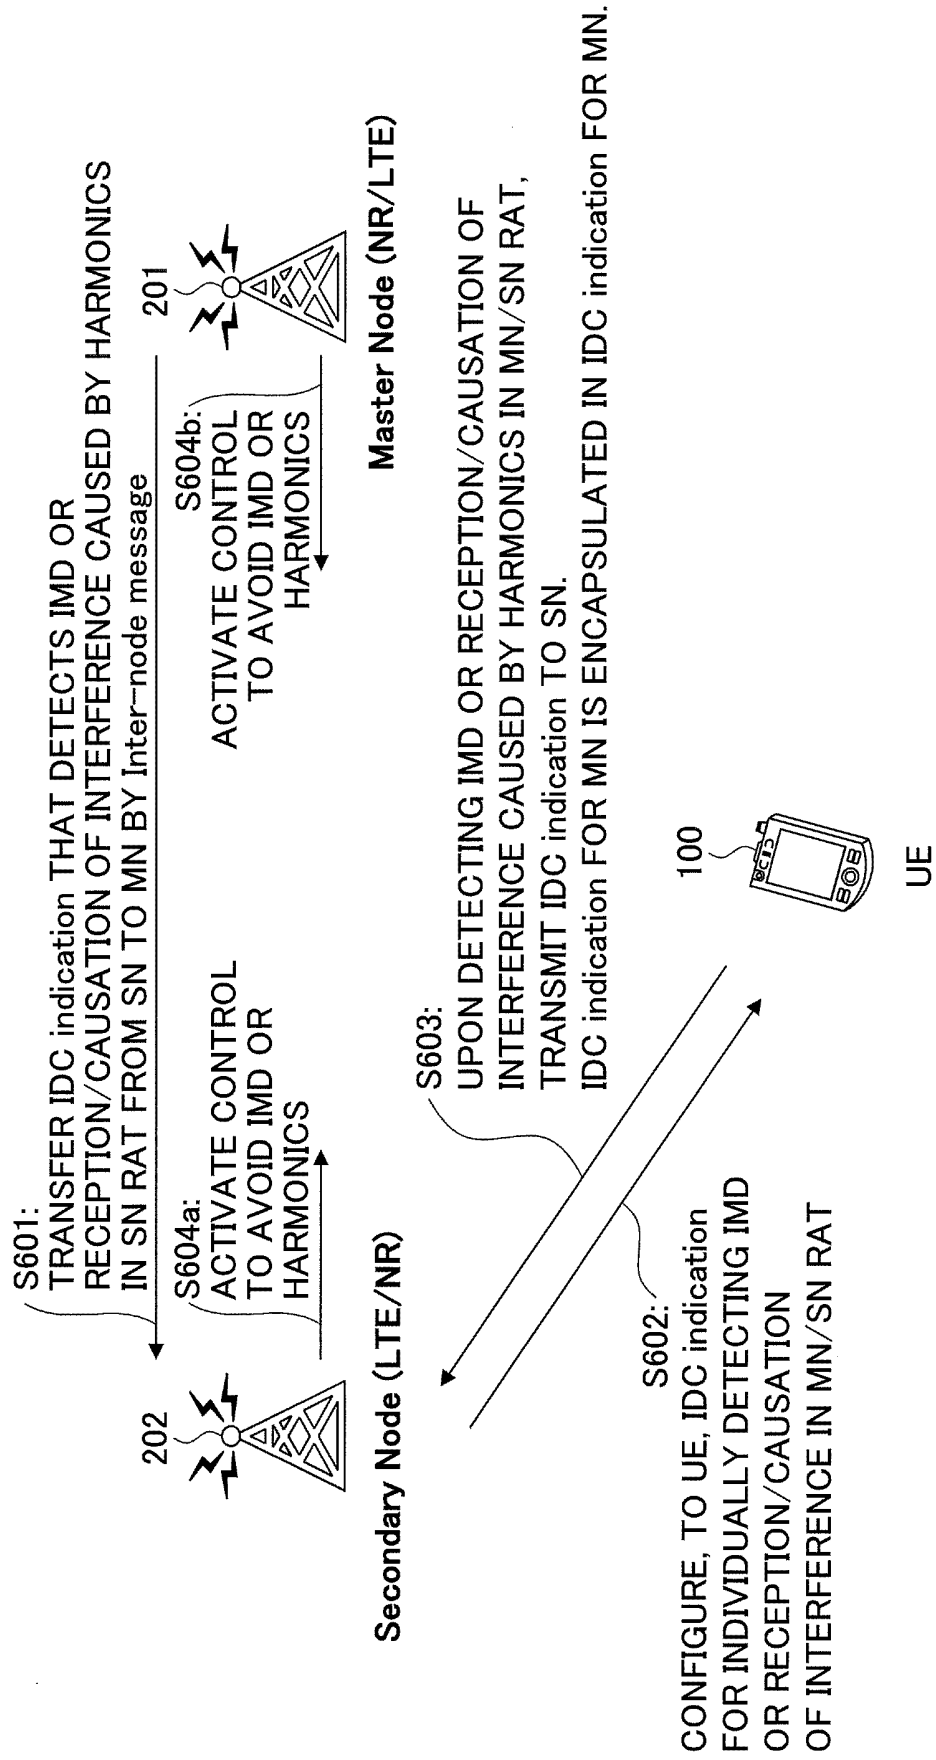 S601:
TRANSFER IDC indication THAT DETECTS IMD OR
RECEPTION/CAUSATION OF INTERFERENCE CAUSED BY HARMONICS
IN SN RAT FROM SN TO MN BY Inter-node message
202
201
S604a:
ACTIVATE CONTROL
TO AVOID IMD OR
HARMONICS
S604b:
ACTIVATE CONTROL
TO AVOID IMD OR
HARMONICS
Secondary Node (LTE/NR)
Master Node (NR/LTE)
S603:
UPON DETECTING IMD OR RECEPTION/CAUSATION OF
INTERFERENCE CAUSED BY HARMONICS IN MN/SN RAT,
TRANSMIT IDC indication TO SN.
IDC indication FOR MN IS ENCAPSULATED IN IDC indication FOR MN.
S602:
CONFIGURE, TO UE, IDC indication
FOR INDIVIDUALLY DETECTING IMD
OR RECEPTION/CAUSATION
OF INTERFERENCE IN MN/SN RAT
100
UE